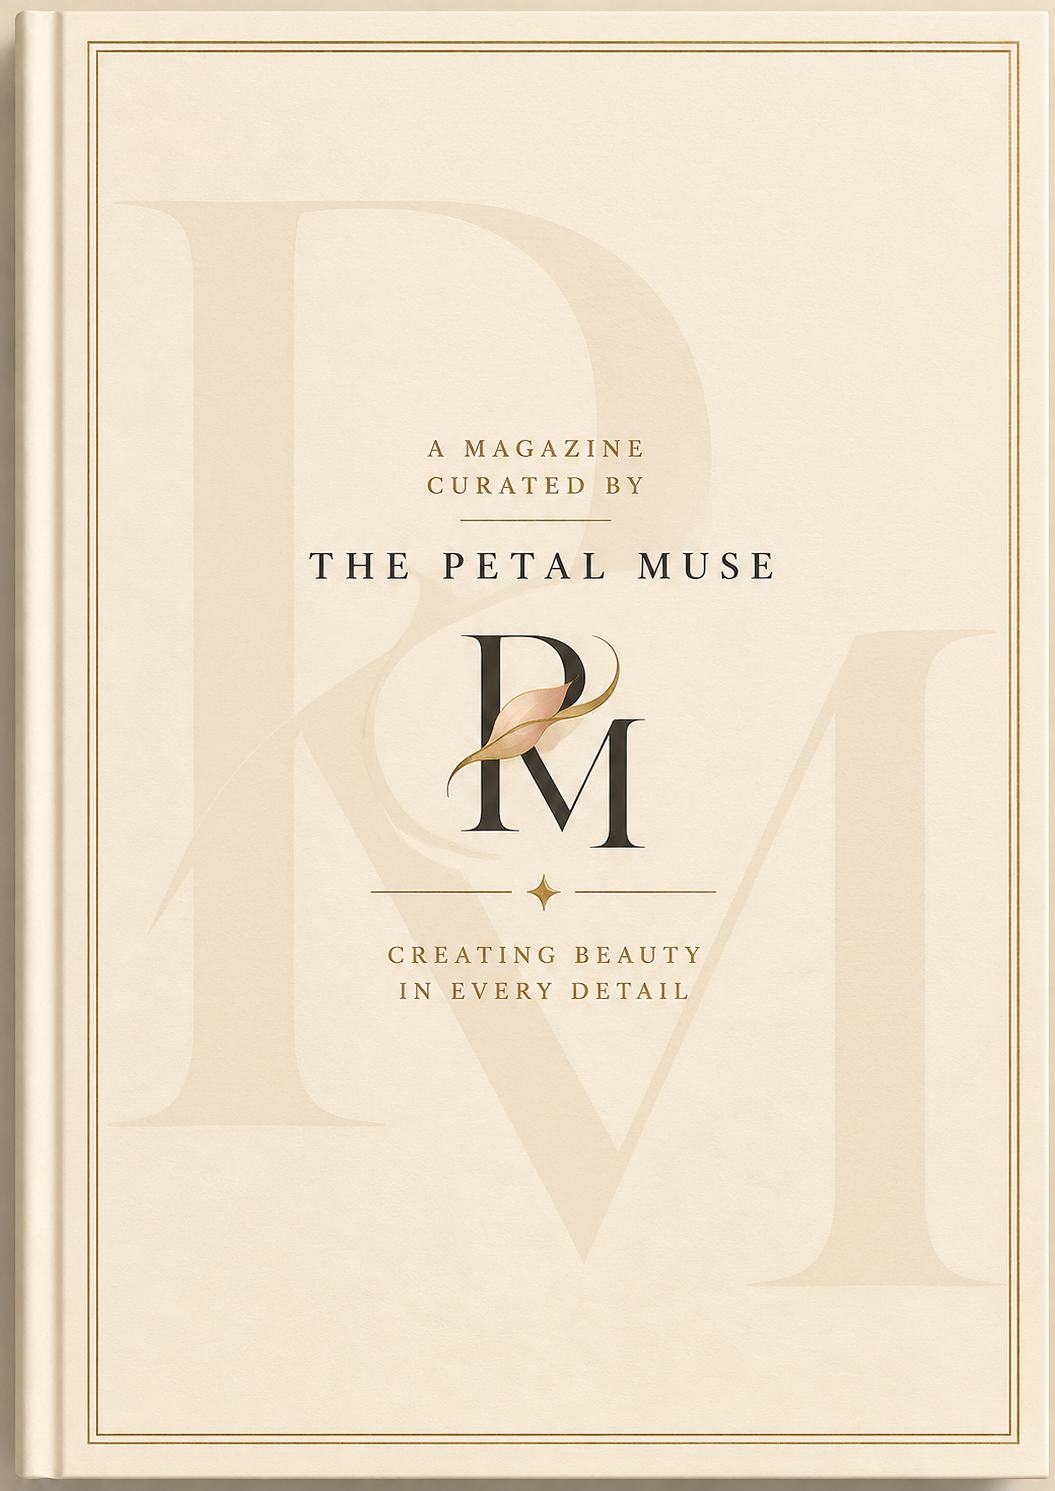 A MAGAZINE
CURATED BY
THE PETAL MUSE
PM
CREATING BEAUTY
IN EVERY DETAIL